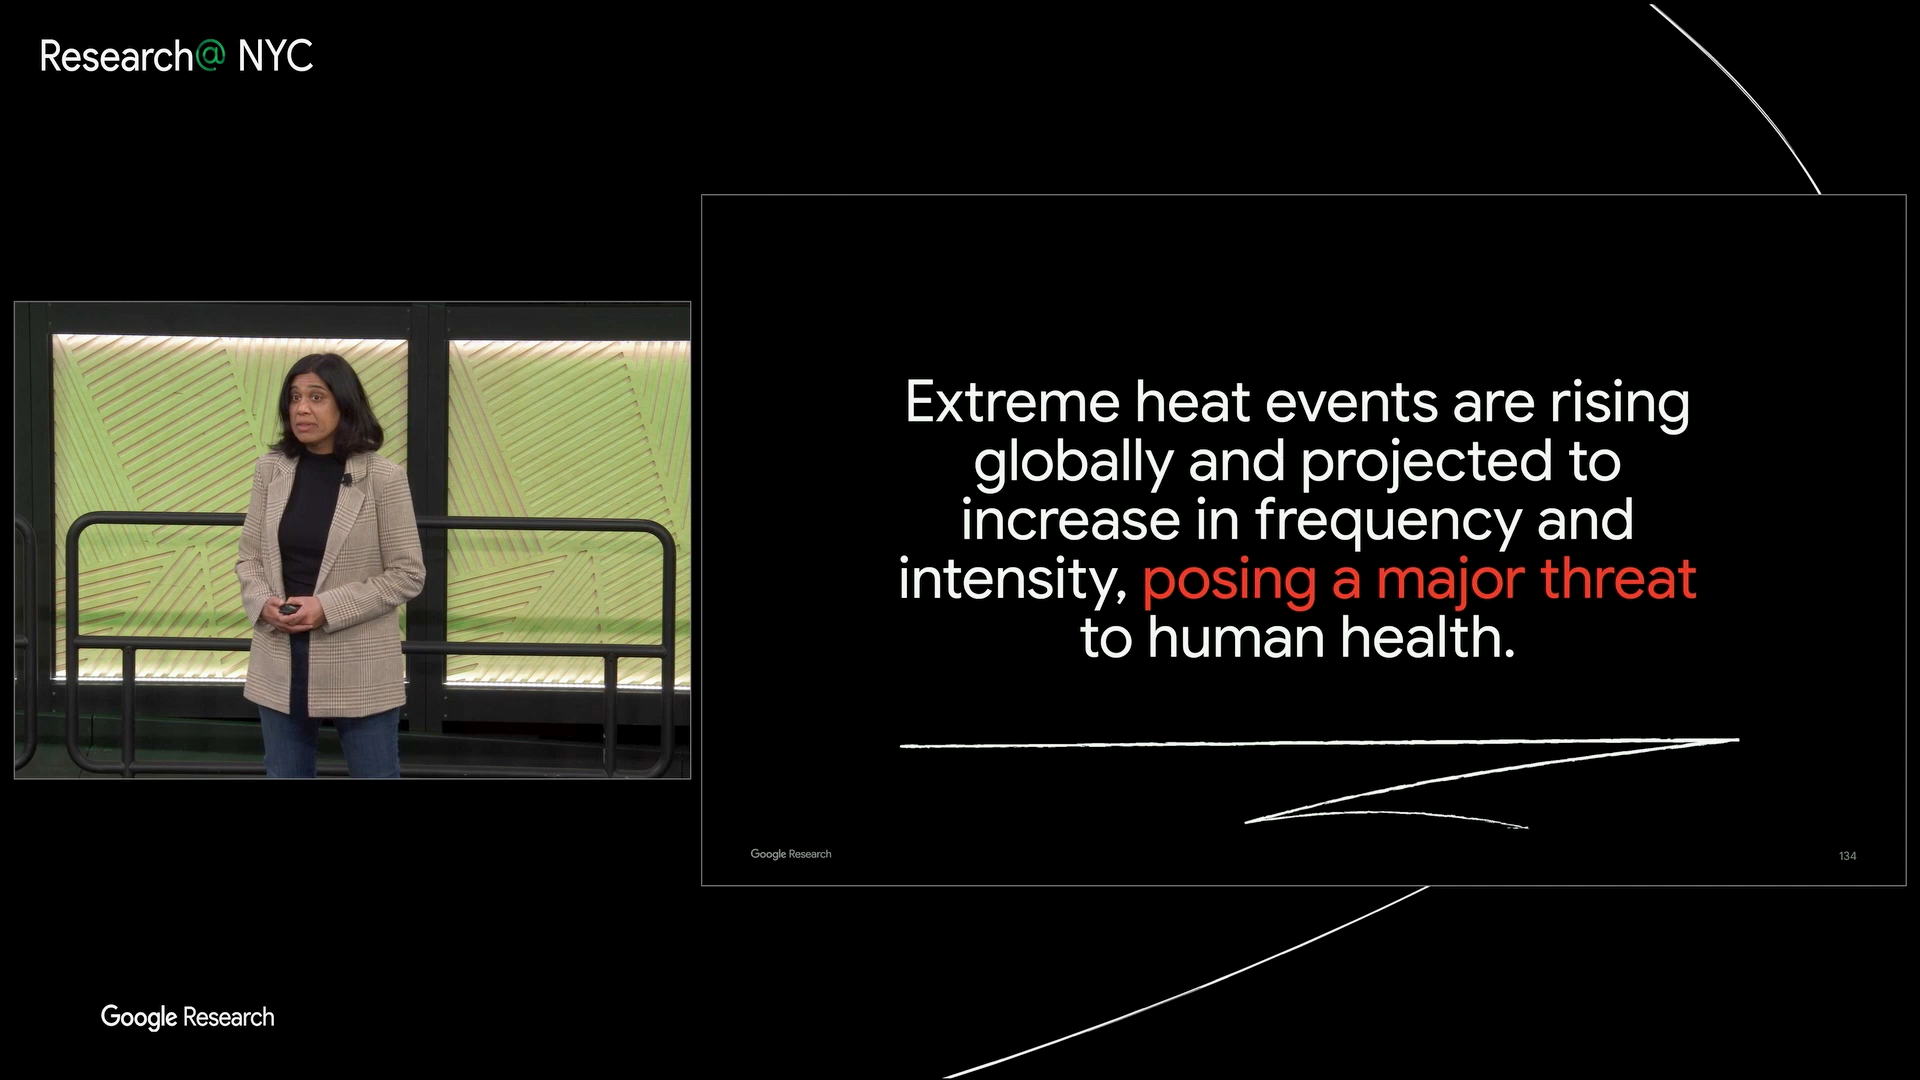 Research@ NYC
Extreme heat events are rising
globally and projected to
increase in frequency and
intensity, posing a major threat
to human health.
Google Research
134
Google Research